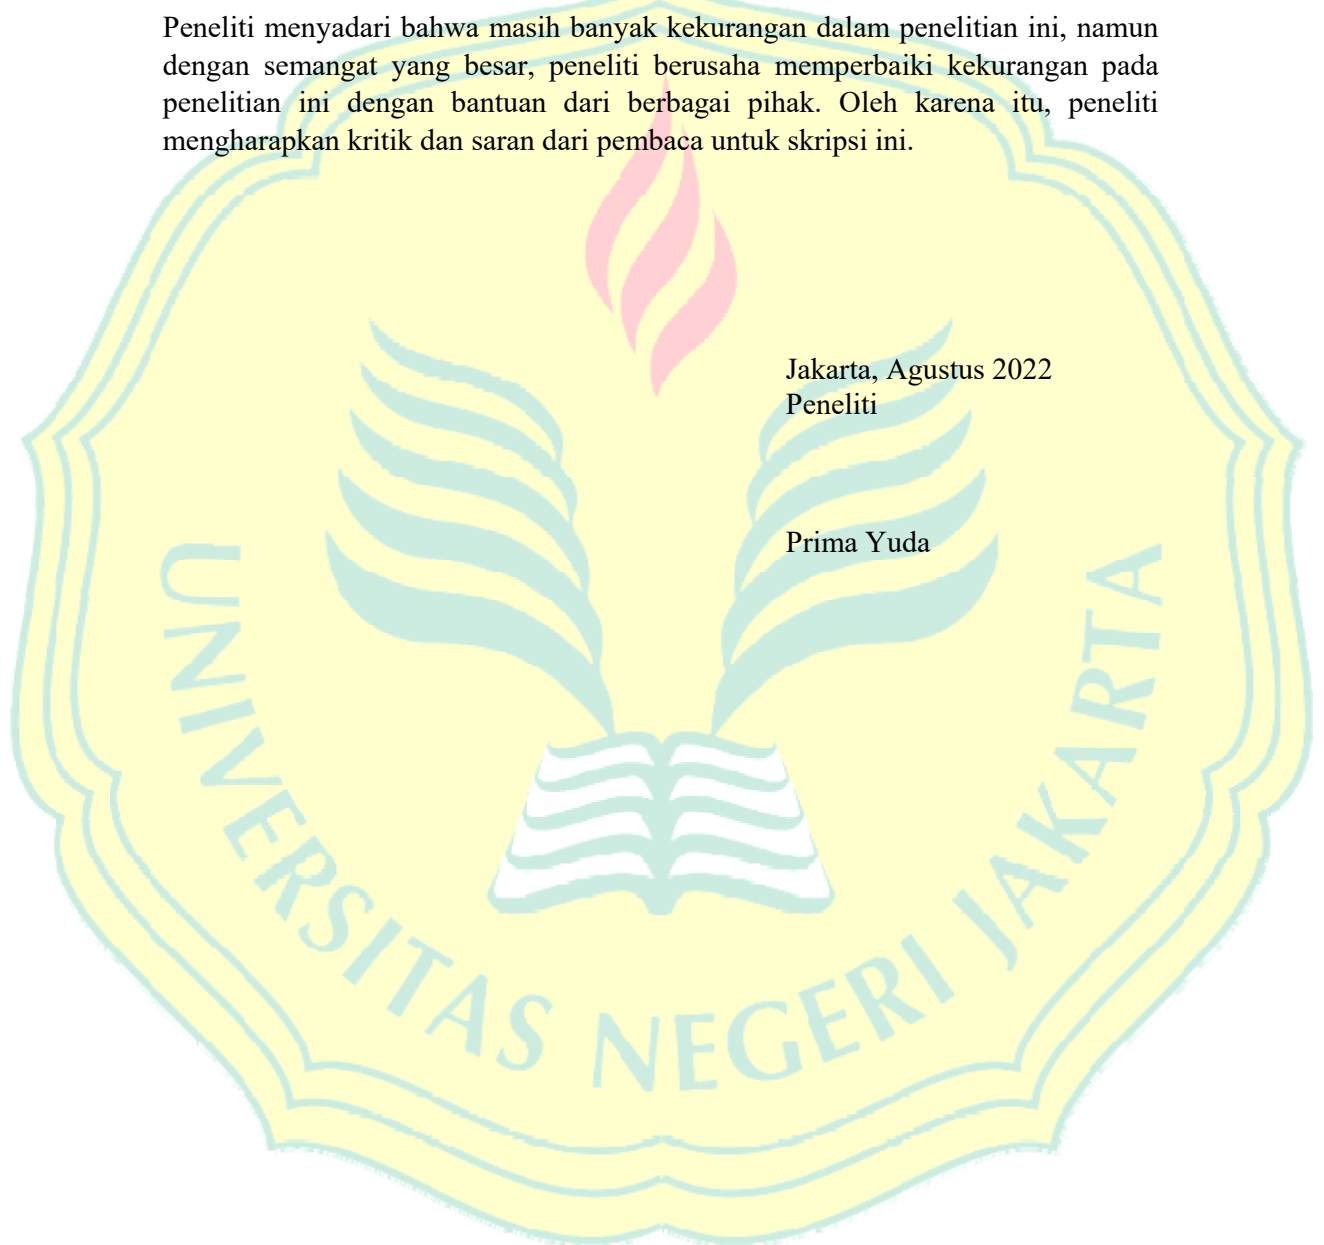 Peneliti menyadari bahwa masih banyak kekurangan dalam penelitian ini, namun
dengan semangat yang besar, peneliti berusaha memperbaiki kekurangan pada
penelitian ini dengan bantuan dari berbagai pihak. Oleh karena itu, peneliti
mengharapkan kritik dan saran dari pembaca untuk skripsi ini.
Jakarta, Agustus 2022
Peneliti
Prima Yuda
UNIVERSITAS NEGERI JAKARTA